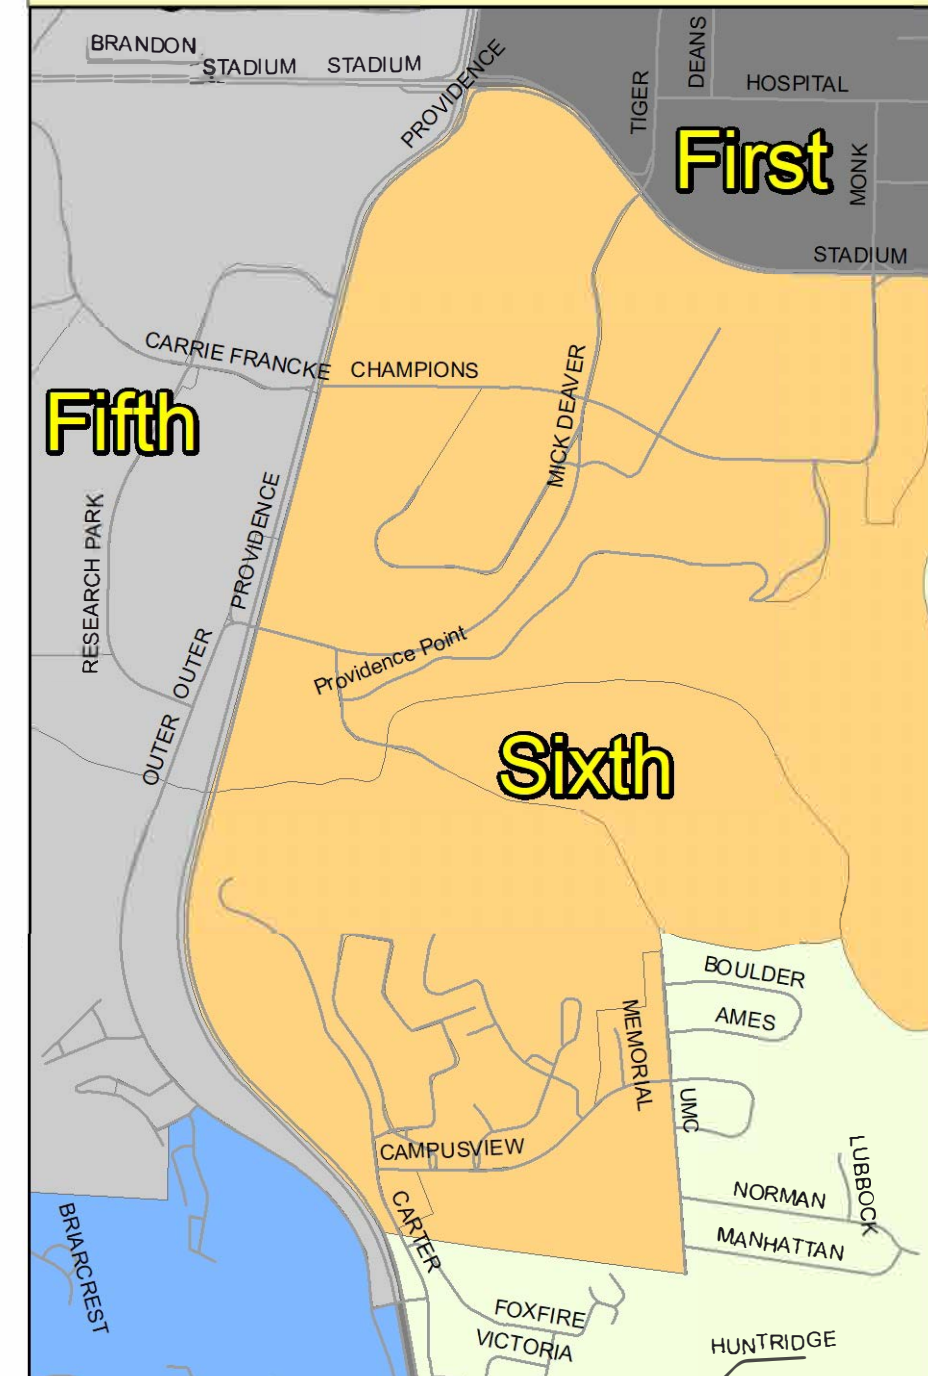 BRANDON
STADIUM
STADIUM
PROVIDENCE
TIGER
DEANS
HOSPITAL
First
MONK
STADIUM
CARRIE FRANCKE
CHAMPIONS
MICK DEAVER
Fifth
RESEARCH PARK
PROVIDENCE
OUTER
OUTER
Providence Point
Sixth
BOULDER
AMES
MEMORIAL
UMC
CAMPUSVIEW
LUBBOCK
NORMAN
MANHATTAN
CARTER
BRIARCREST
FOXFIRE
VICTORIA
HUNTRIDGE